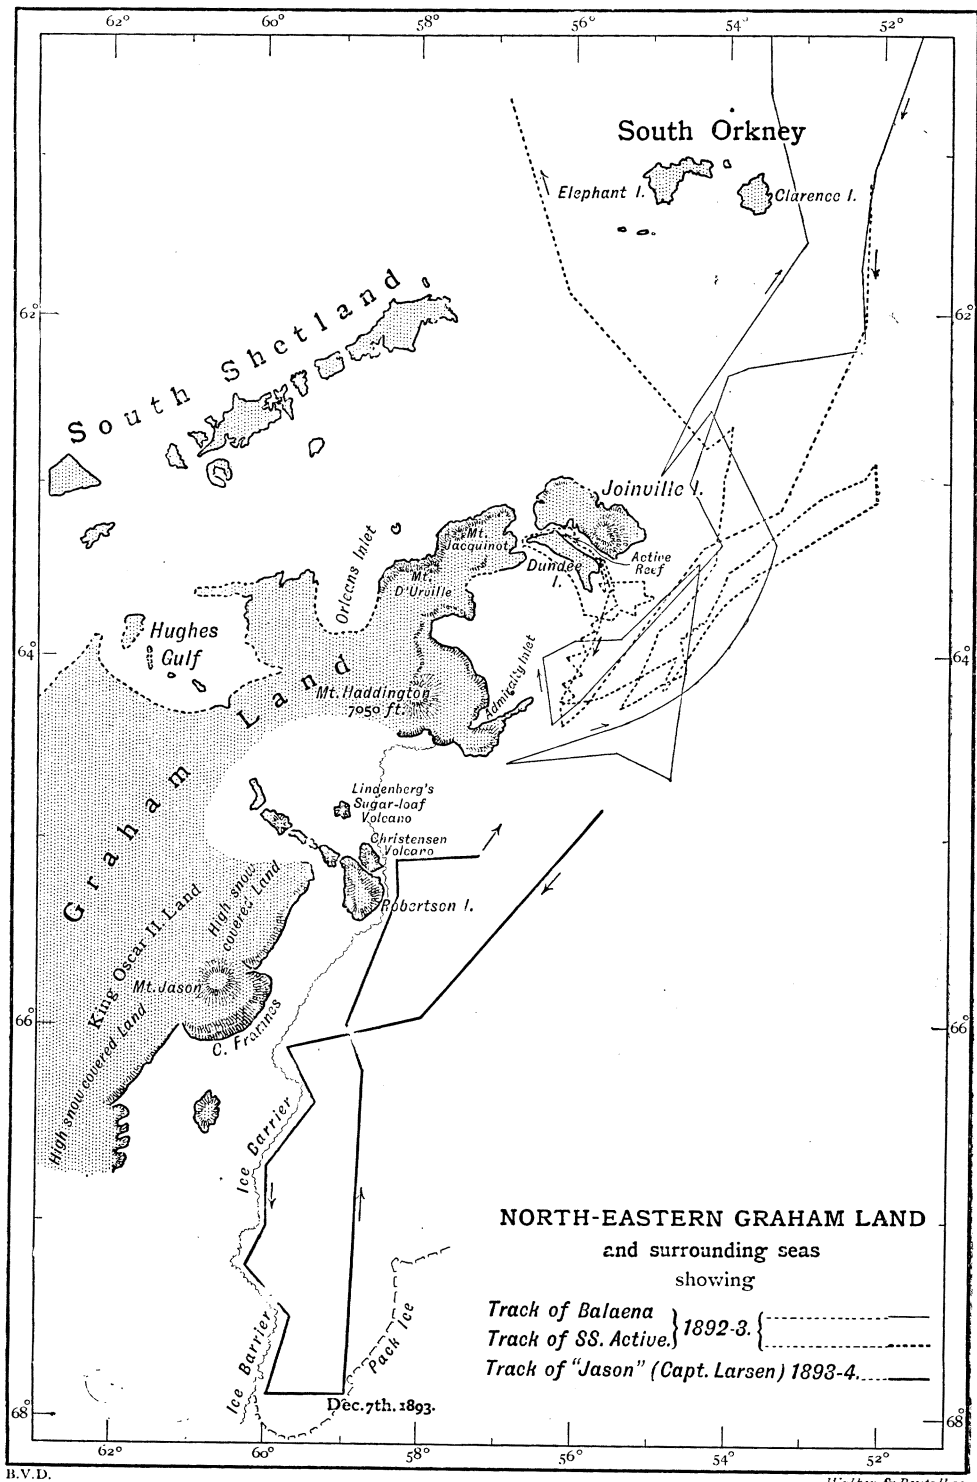 62°
60°
58°
56°
54°
52°
South Orkney
Elephant I.
Clarence I.
62°
62°
South Shetland
Joinville I.
Mt. Jacquinot
Orleans Inlet
Active
Reef
Dundee
I.
Mt.
D'Urville
Hughes
Gulf
64°
64°
Admiralty Inlet
Mt. Haddington
7050 ft.
Graham Land
Lindenberg's
Sugar-loaf
Volcano
Christensen
Volcano
Robertson I.
High snow
covered Land
King Oscar II. Land
Mt. Jason
C. Framnes
High snow covered Land
66°
66°
Ice Barrier
NORTH-EASTERN GRAHAM LAND
and surrounding seas
showing
Track of Balaena
Track of SS. Active.
1892-3.
Track of "Jason" (Capt. Larsen) 1893-4.
Ice Barrier
Pack Ice
Dec. 7th. 1893.
68°
68°
62°
60°
58°
56°
54°
52°
B.V.D.